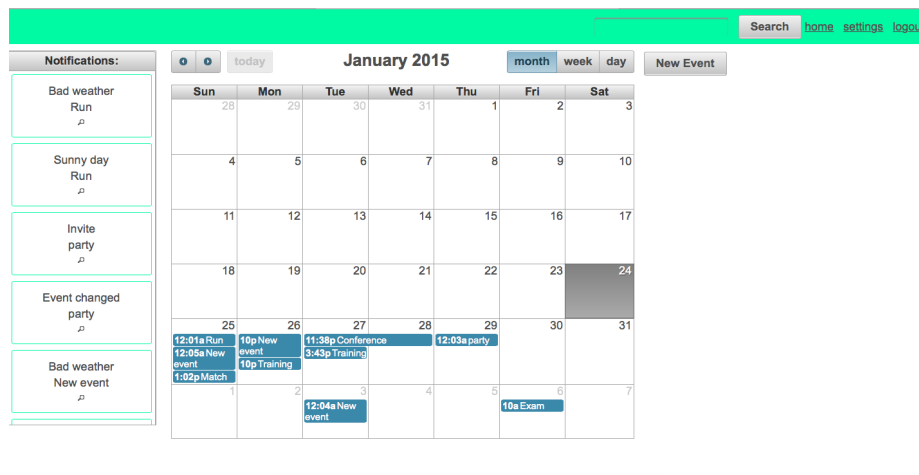 Search home settings logou
Notifications:
Bad weather
Run
Sunny day
Run
Invite
party
Event changed
party
Bad weather
New event
today January 2015 month week day New Event
Sun Mon Tue Wed Thu Fri Sat
28 29 30 31 1 2 3
4 5 6 7 8 9 10
11 12 13 14 15 16 17
18 19 20 21 22 23 24
25 26 27 28 29 30 31
12:01a Run 10p New 11:38p Conference 12:03a party
12:05a New event 3:43p Training
event 10p Training
1:02p Match
1 2 3 4 5 6 7
12:04a New 10a Exam
event